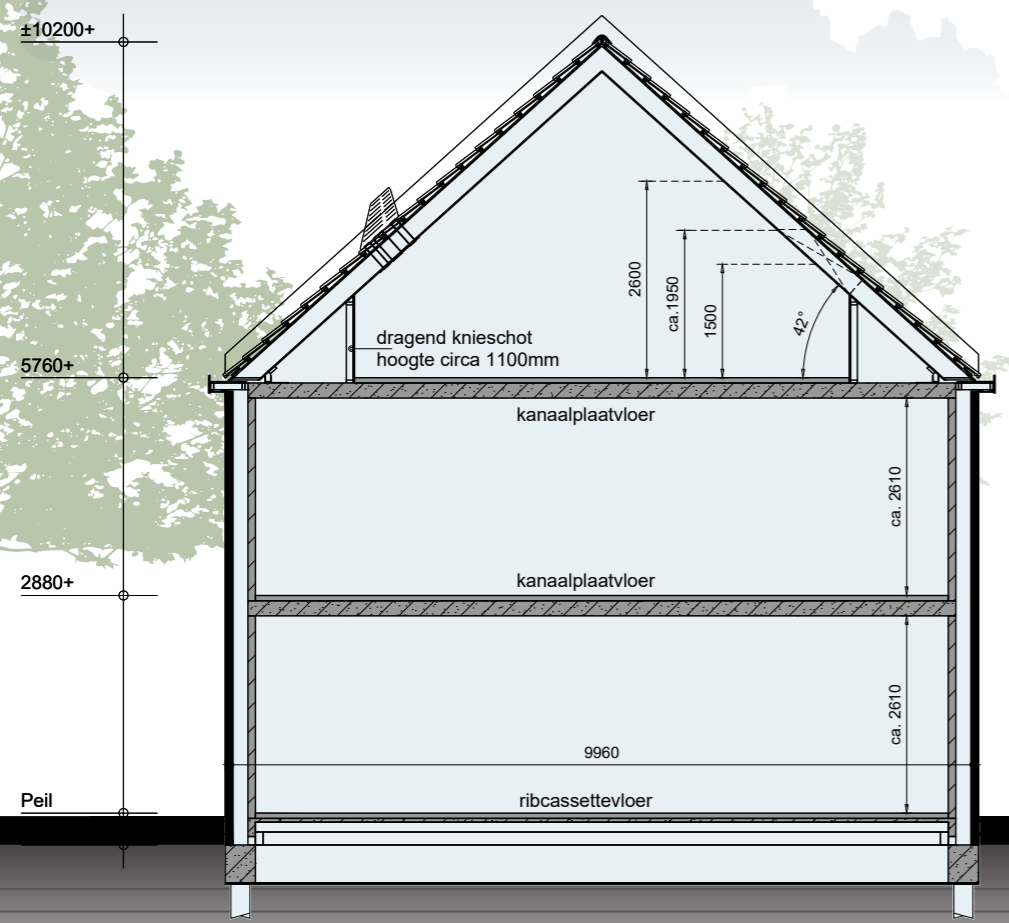 ±10200+
2600
ca.1950
1500
42°
dragend knieschot
hoogte circa 1100mm
5760+
kanaalplaatvloer
ca. 2610
kanaalplaatvloer
2880+
ca. 2610
9960
Peil
ribcassettevloer